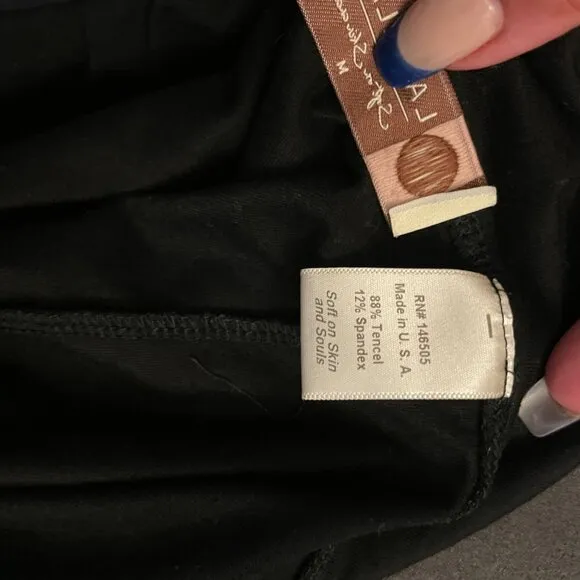 M
RN# 146505
Made in U. S. A.
88% Tencel
12% Spandex
Soft on Skin
and Souls